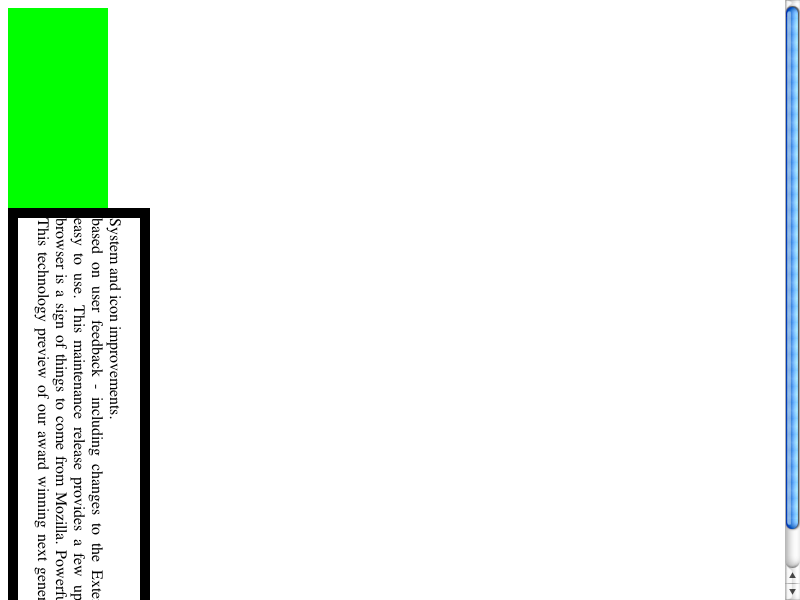 This technology preview of our award winning next gener
browser is a sign of things to come from Mozilla. Powerfu
easy to use. This maintenance release provides a few up
based on user feedback - including changes to the Exte
System and icon improvements.